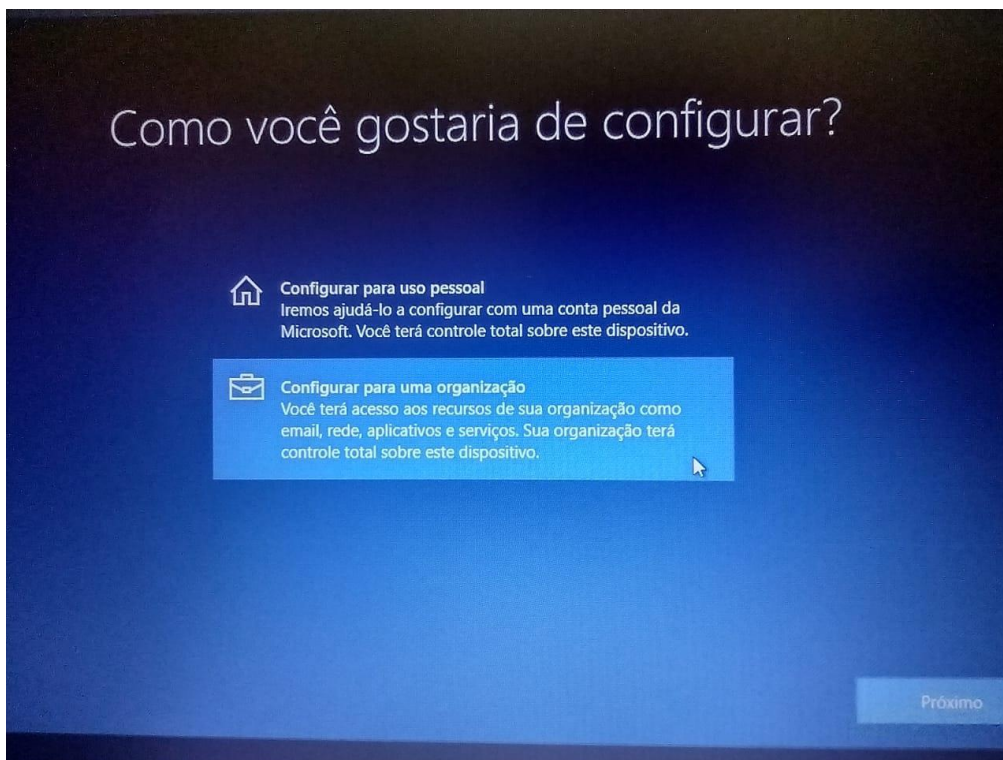 Como você gostaria de configurar?
Configurar para uso pessoal
Iremos ajudá-lo a configurar com uma conta pessoal da
Microsoft. Você terá controle total sobre este dispositivo.
Configurar para uma organização
Você terá acesso aos recursos de sua organização como
email, rede, aplicativos e serviços. Sua organização terá
controle total sobre este dispositivo.
Próximo